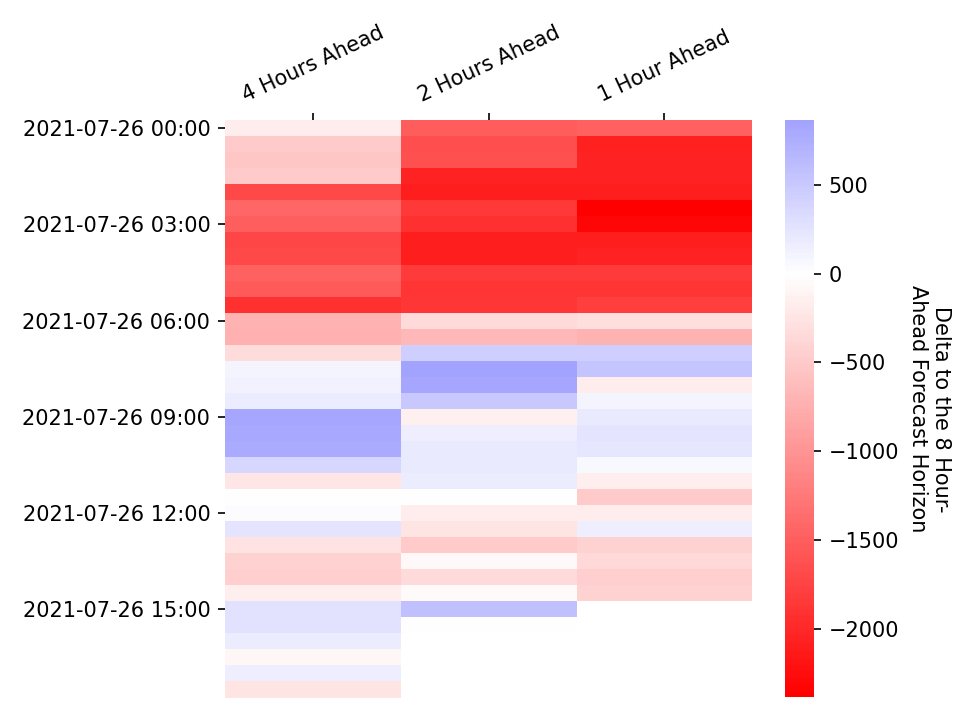 4 Hours Ahead
2 Hours Ahead
1 Hour Ahead
2021-07-26 00:00
2021-07-26 03:00
2021-07-26 06:00
2021-07-26 09:00
2021-07-26 12:00
2021-07-26 15:00
500
0
−500
−1000
−1500
−2000
Delta to the 8 Hour-
Ahead Forecast Horizon